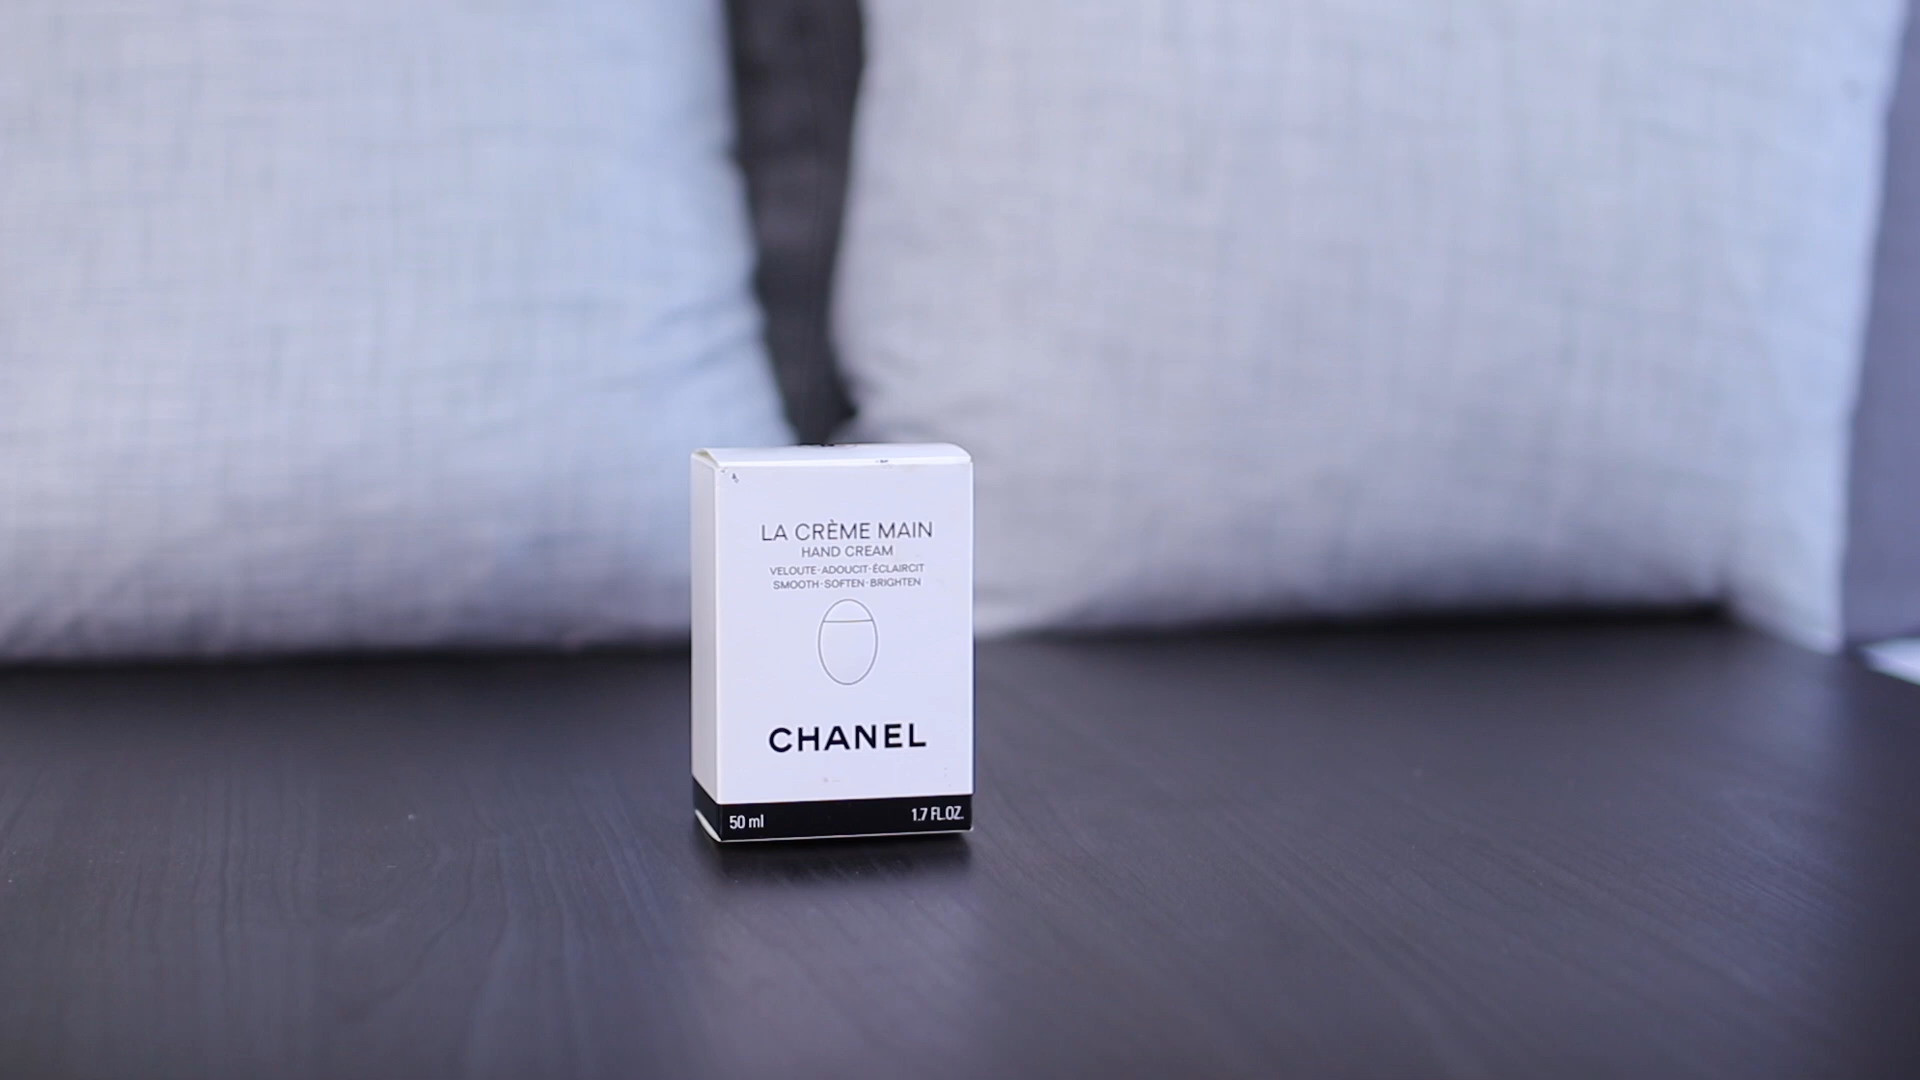 LA CRÈME MAIN
HAND CREAM
VELOUTE·ADOUCIT·ÉCLAIRCIT
SMOOTH·SOFTEN·BRIGHTEN
CHANEL
50 ml 1.7 FL.OZ.